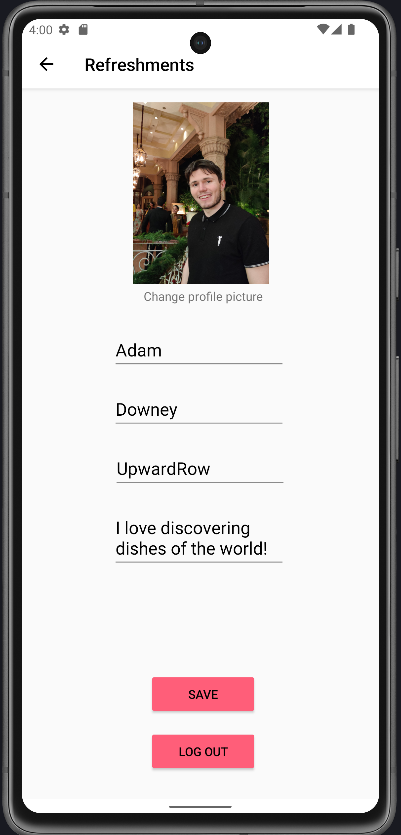 4:00
Refreshments
Change profile picture
Adam
Downey
UpwardRow
I love discovering
dishes of the world!
SAVE
LOG OUT